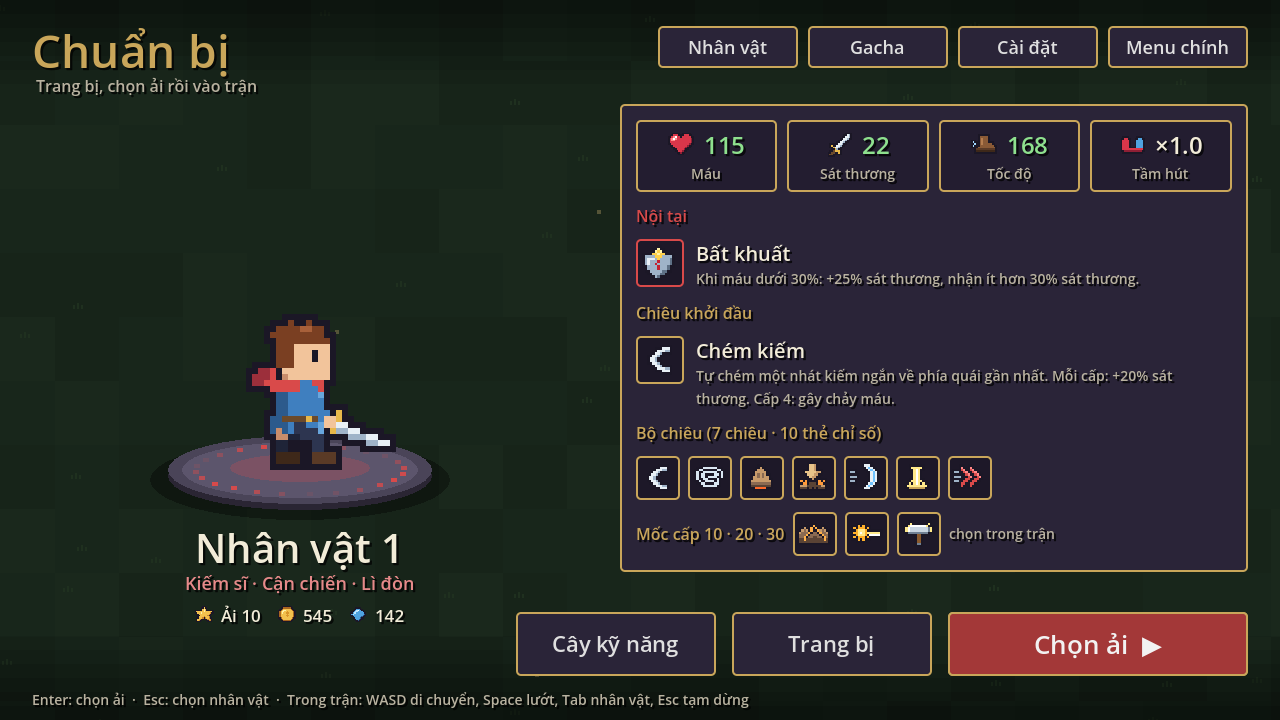 Chuẩn bị
Trang bị, chọn ải rồi vào trận
Nhân vật
Gacha
Cài đặt
Menu chính
115
Máu
22
Sát thương
168
Tốc độ
×1.0
Tầm hút
Nội tại
Bất khuất
Khi máu dưới 30%: +25% sát thương, nhận ít hơn 30% sát thương.
Chiêu khởi đầu
Chém kiếm
Tự chém một nhát kiếm ngắn về phía quái gần nhất. Mỗi cấp: +20% sát
thương. Cấp 4: gây chảy máu.
Bộ chiêu (7 chiêu · 10 thẻ chỉ số)
Mốc cấp 10 · 20 · 30
chọn trong trận
Nhân vật 1
Kiếm sĩ · Cận chiến · Lì đòn
Ải 10
545
142
Cây kỹ năng
Trang bị
Chọn ải ▶
Enter: chọn ải · Esc: chọn nhân vật · Trong trận: WASD di chuyển, Space lướt, Tab nhân vật, Esc tạm dừng